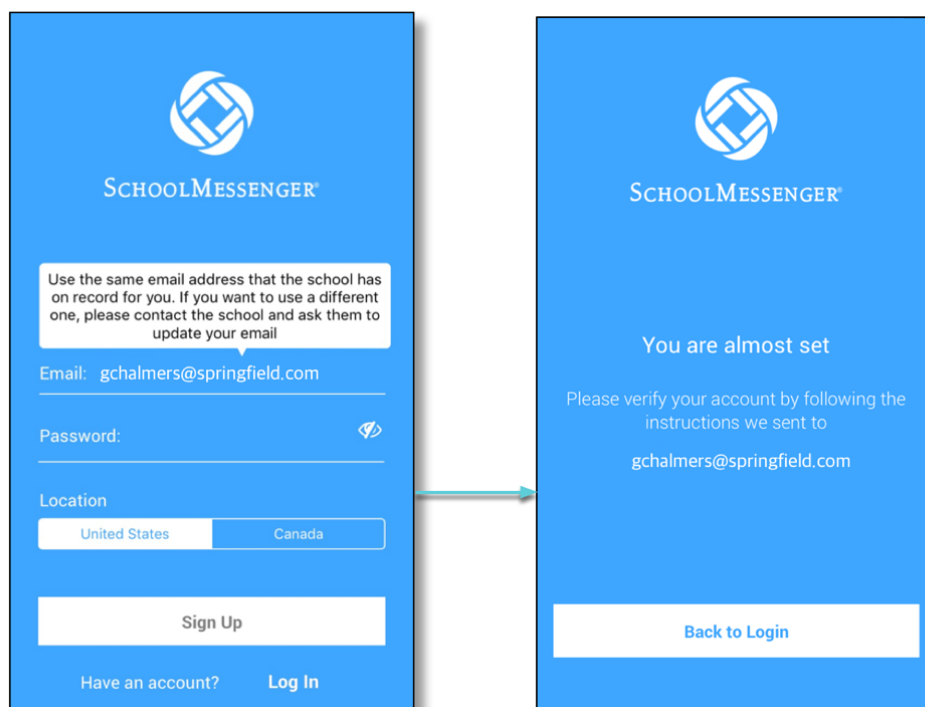 SCHOOLMESSENGER®
Use the same email address that the school has
on record for you. If you want to use a different
one, please contact the school and ask them to
update your email
Email: gchalmers@springfield.com
Password:
Location
United States Canada
Sign Up
Have an account? Log In
SCHOOLMESSENGER®
You are almost set
Please verify your account by following the
instructions we sent to
gchalmers@springfield.com
Back to Login